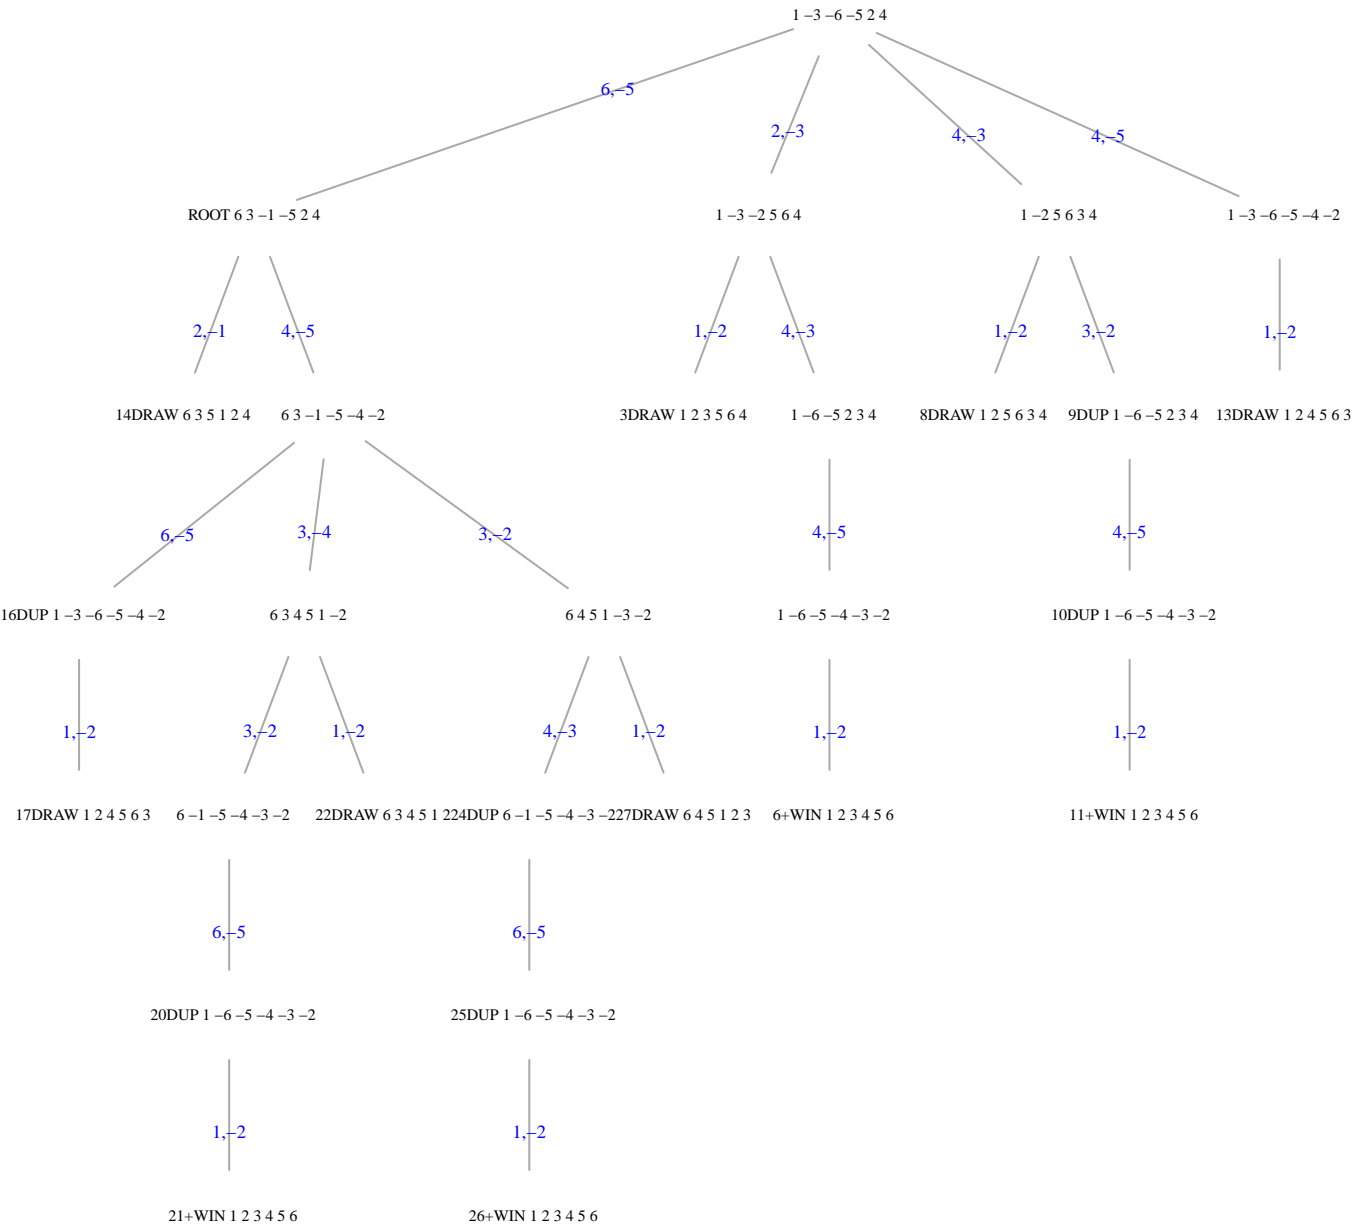 1 –3 –6 –5 2 4
6,–5
2,–3
4,–3
4,–5
ROOT 6 3 –1 –5 2 4
1 –3 –2 5 6 4
1 –2 5 6 3 4
1 –3 –6 –5 –4 –2
2,–1
4,–5
1,–2
4,–3
1,–2
3,–2
1,–2
14DRAW 6 3 5 1 2 4
6 3 –1 –5 –4 –2
3DRAW 1 2 3 5 6 4
1 –6 –5 2 3 4
8DRAW 1 2 5 6 3 4
9DUP 1 –6 –5 2 3 4
13DRAW 1 2 4 5 6 3
6,–5
3,–4
3,–2
4,–5
4,–5
16DUP 1 –3 –6 –5 –4 –2
6 3 4 5 1 –2
6 4 5 1 –3 –2
1 –6 –5 –4 –3 –2
10DUP 1 –6 –5 –4 –3 –2
1,–2
3,–2
1,–2
4,–3
1,–2
1,–2
1,–2
17DRAW 1 2 4 5 6 3
6 –1 –5 –4 –3 –2
22DRAW 6 3 4 5 1 2
24DUP 6 –1 –5 –4 –3 –2
27DRAW 6 4 5 1 2 3
6+WIN 1 2 3 4 5 6
11+WIN 1 2 3 4 5 6
6,–5
6,–5
20DUP 1 –6 –5 –4 –3 –2
25DUP 1 –6 –5 –4 –3 –2
1,–2
1,–2
21+WIN 1 2 3 4 5 6
26+WIN 1 2 3 4 5 6